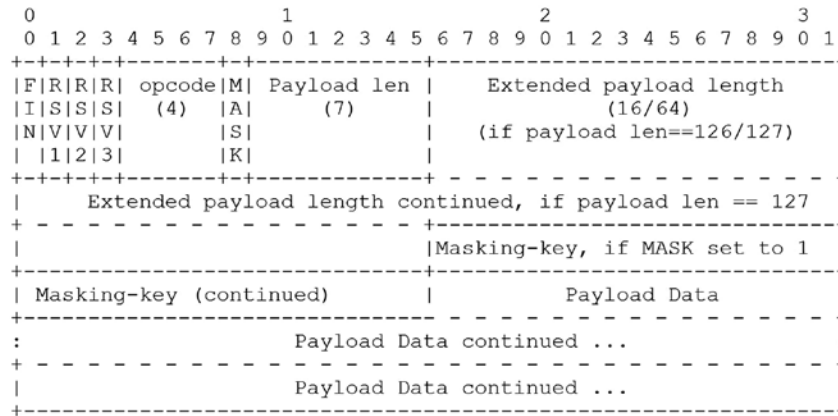 0                   1                   2                   3
0 1 2 3 4 5 6 7 8 9 0 1 2 3 4 5 6 7 8 9 0 1 2 3 4 5 6 7 8 9 0 1
+-+-+-+-+-------+-+-------------+-------------------------------
|F|R|R|R| opcode|M| Payload len |    Extended payload length
|I|S|S|S|  (4)  |A|     (7)     |             (16/64)
|N|V|V|V|       |S|             |   (if payload len==126/127)
| |1|2|3|       |K|             |
+-+-+-+-+-------+-+-------------+ - - - - - - - - - - - - - - -
|     Extended payload length continued, if payload len == 127
+ - - - - - - - - - - - - - - - +-------------------------------
|                               |Masking-key, if MASK set to 1
+-------------------------------+-------------------------------
| Masking-key (continued)       |          Payload Data
+-------------------------------- - - - - - - - - - - - - - - -
:                     Payload Data continued ...
+ - - - - - - - - - - - - - - - - - - - - - - - - - - - - - - -
|                     Payload Data continued ...
+---------------------------------------------------------------